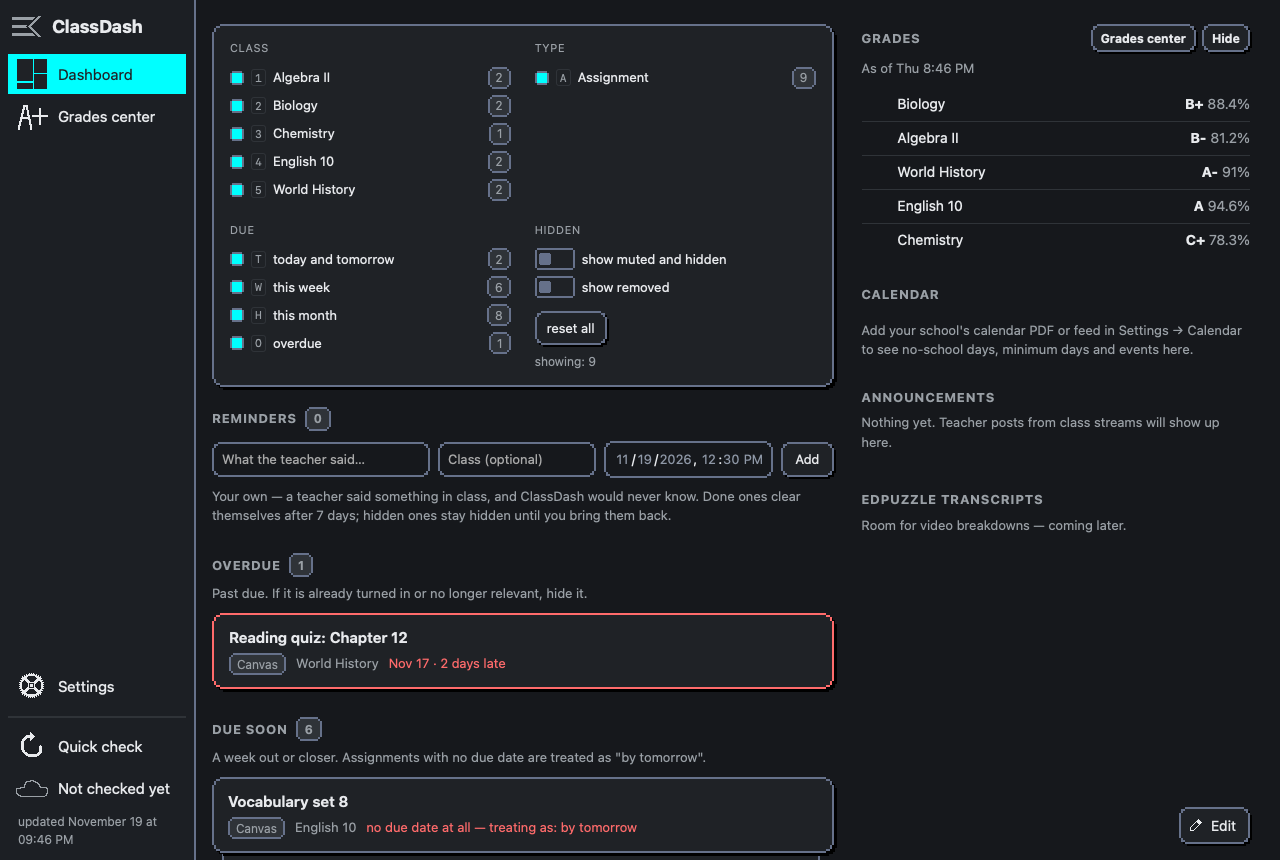 ClassDash
Dashboard
Grades center
Settings
Quick check
Not checked yet
updated November 19 at
09:46 PM
CLASS
1 Algebra II 2
2 Biology 2
3 Chemistry 1
4 English 10 2
5 World History 2
TYPE
A Assignment 9
DUE
T today and tomorrow 2
W this week 6
H this month 8
O overdue 1
HIDDEN
show muted and hidden
show removed
reset all
showing: 9
REMINDERS 0
What the teacher said... Class (optional) 11/19/2026, 12:30 PM Add
Your own — a teacher said something in class, and ClassDash would never know. Done ones clear
themselves after 7 days; hidden ones stay hidden until you bring them back.
OVERDUE 1
Past due. If it is already turned in or no longer relevant, hide it.
Reading quiz: Chapter 12
Canvas World History Nov 17 · 2 days late
DUE SOON 6
A week out or closer. Assignments with no due date are treated as "by tomorrow".
Vocabulary set 8
Canvas English 10 no due date at all — treating as: by tomorrow
GRADES Grades center Hide
As of Thu 8:46 PM
Biology B+ 88.4%
Algebra II B- 81.2%
World History A- 91%
English 10 A 94.6%
Chemistry C+ 78.3%
CALENDAR
Add your school's calendar PDF or feed in Settings → Calendar
to see no-school days, minimum days and events here.
ANNOUNCEMENTS
Nothing yet. Teacher posts from class streams will show up
here.
EDPUZZLE TRANSCRIPTS
Room for video breakdowns — coming later.
Edit